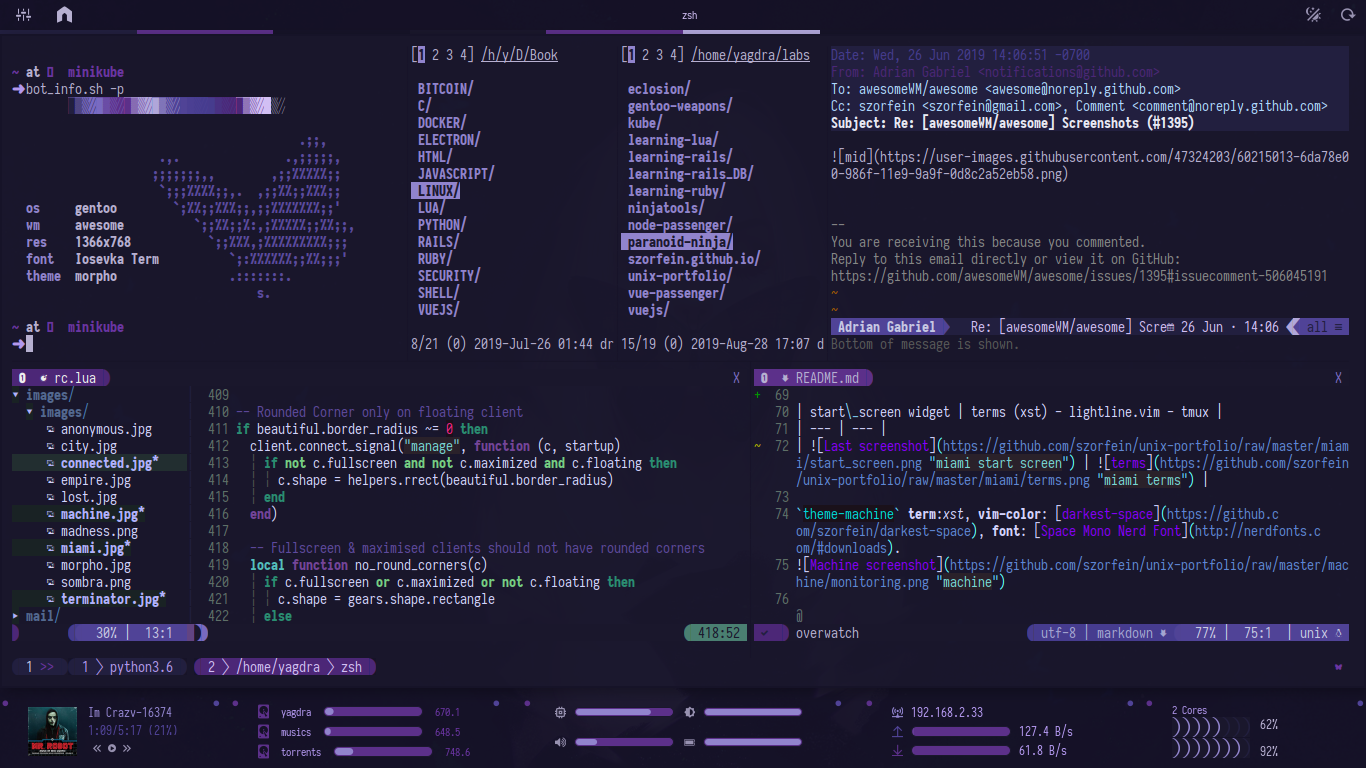 zsh
~ at minikube
➜bot_info.sh -p
os gentoo
wm awesome
res 1366x768
font Iosevka Term
theme morpho
~ at minikube
➜
[1 2 3 4] /h/y/D/Book
BITCOIN/
C/
DOCKER/
ELECTRON/
HTML/
JAVASCRIPT/
LINUX/
LUA/
PYTHON/
RAILS/
RUBY/
SECURITY/
SHELL/
VUEJS/
8/21 (0) 2019-Jul-26 01:44 dr
[1 2 3 4] /home/yagdra/labs
eclosion/
gentoo-weapons/
kube/
learning-lua/
learning-rails/
learning-rails_DB/
learning-ruby/
ninjatools/
node-passenger/
paranoid-ninja/
szorfein.github.io/
unix-portfolio/
vue-passenger/
vuejs/
15/19 (0) 2019-Aug-28 17:07 d
Date: Wed, 26 Jun 2019 14:06:51 -0700
From: Adrian Gabriel <notifications@github.com>
To: awesomeWM/awesome <awesome@noreply.github.com>
Cc: szorfein <szorfein@gmail.com>, Comment <comment@noreply.github.com>
Subject: Re: [awesomeWM/awesome] Screenshots (#1395)
![mid](https://user-images.githubusercontent.com/47324203/60215013-6da78e0
0-986f-11e9-9a9f-0d8c2a52eb58.png)
--
You are receiving this because you commented.
Reply to this email directly or view it on GitHub:
https://github.com/awesomeWM/awesome/issues/1395#issuecomment-506045191
~
~
Adrian Gabriel Re: [awesomeWM/awesome] Scre 26 Jun · 14:06 all ≡
Bottom of message is shown.
rc.lua X
▾ images/
▾ images/
anonymous.jpg
city.jpg
connected.jpg*
empire.jpg
lost.jpg
machine.jpg*
madness.png
miami.jpg*
morpho.jpg
sombra.png
terminator.jpg*
▸ mail/
30% | 13:1
409
410 -- Rounded Corner only on floating client
411 if beautiful.border_radius ~= 0 then
412 client.connect_signal("manage", function (c, startup)
413 if not c.fullscreen and not c.maximized and c.floating then
414 c.shape = helpers.rrect(beautiful.border_radius)
415 end
416 end)
417
418 -- Fullscreen & maximised clients should not have rounded corners
419 local function no_round_corners(c)
420 if c.fullscreen or c.maximized or not c.floating then
421 c.shape = gears.shape.rectangle
422 else
418:52
README.md X
+ 69
70 | start\_screen widget | terms (xst) - lightline.vim - tmux |
71 | --- | --- |
~ 72 | ![Last screenshot](https://github.com/szorfein/unix-portfolio/raw/master/miam
i/start_screen.png "miami start screen") | ![terms](https://github.com/szorfein
/unix-portfolio/raw/master/miami/terms.png "miami terms") |
73
74 `theme-machine` term:xst, vim-color: [darkest-space](https://github.c
om/szorfein/darkest-space), font: [Space Mono Nerd Font](http://nerdfonts.c
om/#downloads).
75 ![Machine screenshot](https://github.com/szorfein/unix-portfolio/raw/master/mac
hine/monitoring.png "machine")
76
@
✓ overwatch utf-8 | markdown 77% | 75:1 | unix
1 >> 1 python3.6 2 /home/yagdra zsh
MR.ROBOT
Im Crazy-16374
1:09/5:17 (21%)
yagdra 670.1
musics 648.5
torrents 748.6
192.168.2.33
127.4 B/s
61.8 B/s
2 Cores
62%
92%